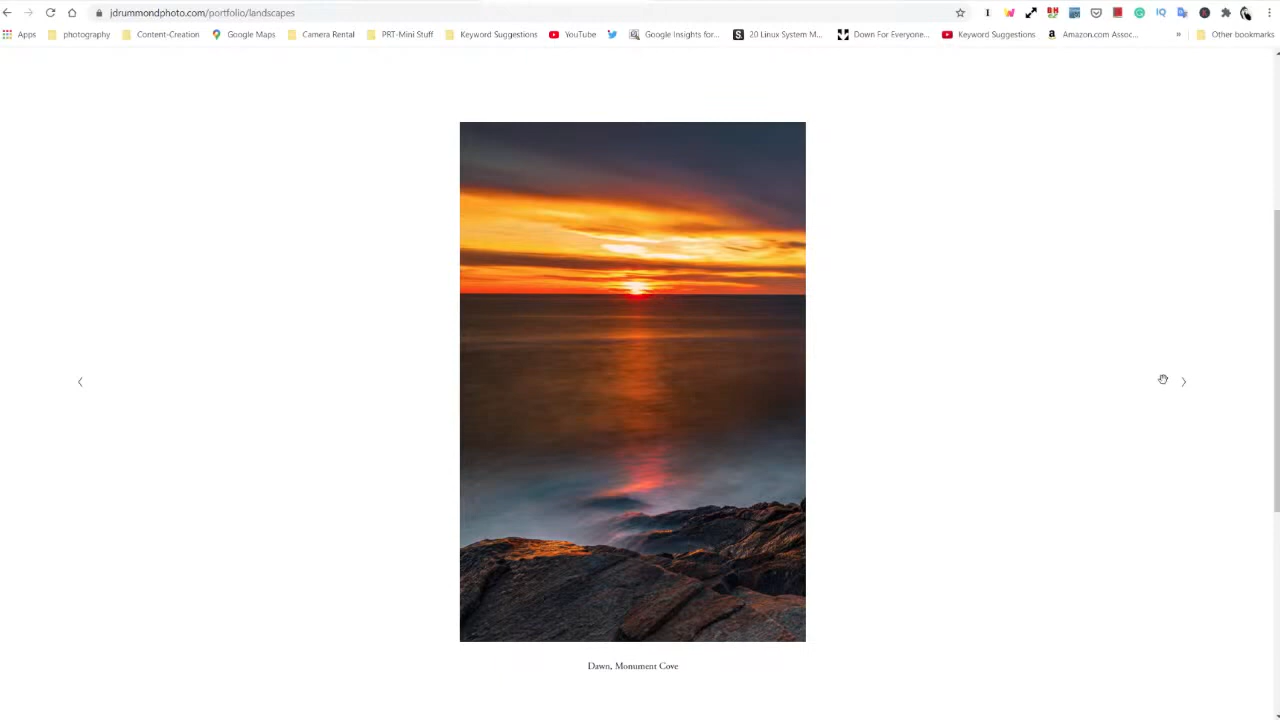 jdrummondphoto.com/portfolio/landscapes
Apps photography Content-Creation Google Maps Camera Rental PRT-Mini Stuff Keyword Suggestions YouTube Google Insights for... 20 Linux System M... Down For Everyone... Keyword Suggestions Amazon.com Assoc... » Other bookmarks
Dawn, Monument Cove